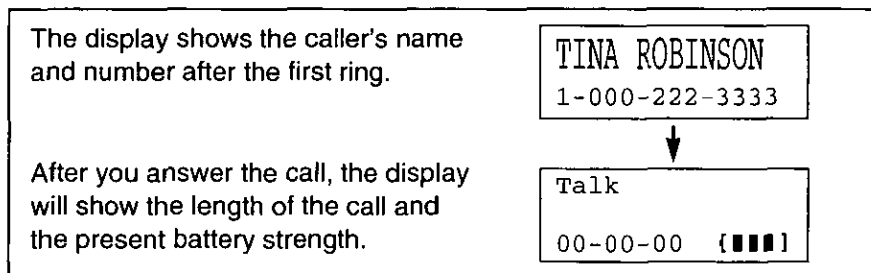 The display shows the caller's name
and number after the first ring.
TINA ROBINSON
1-000-222-3333
After you answer the call, the display
will show the length of the call and
the present battery strength.
Talk
00-00-00